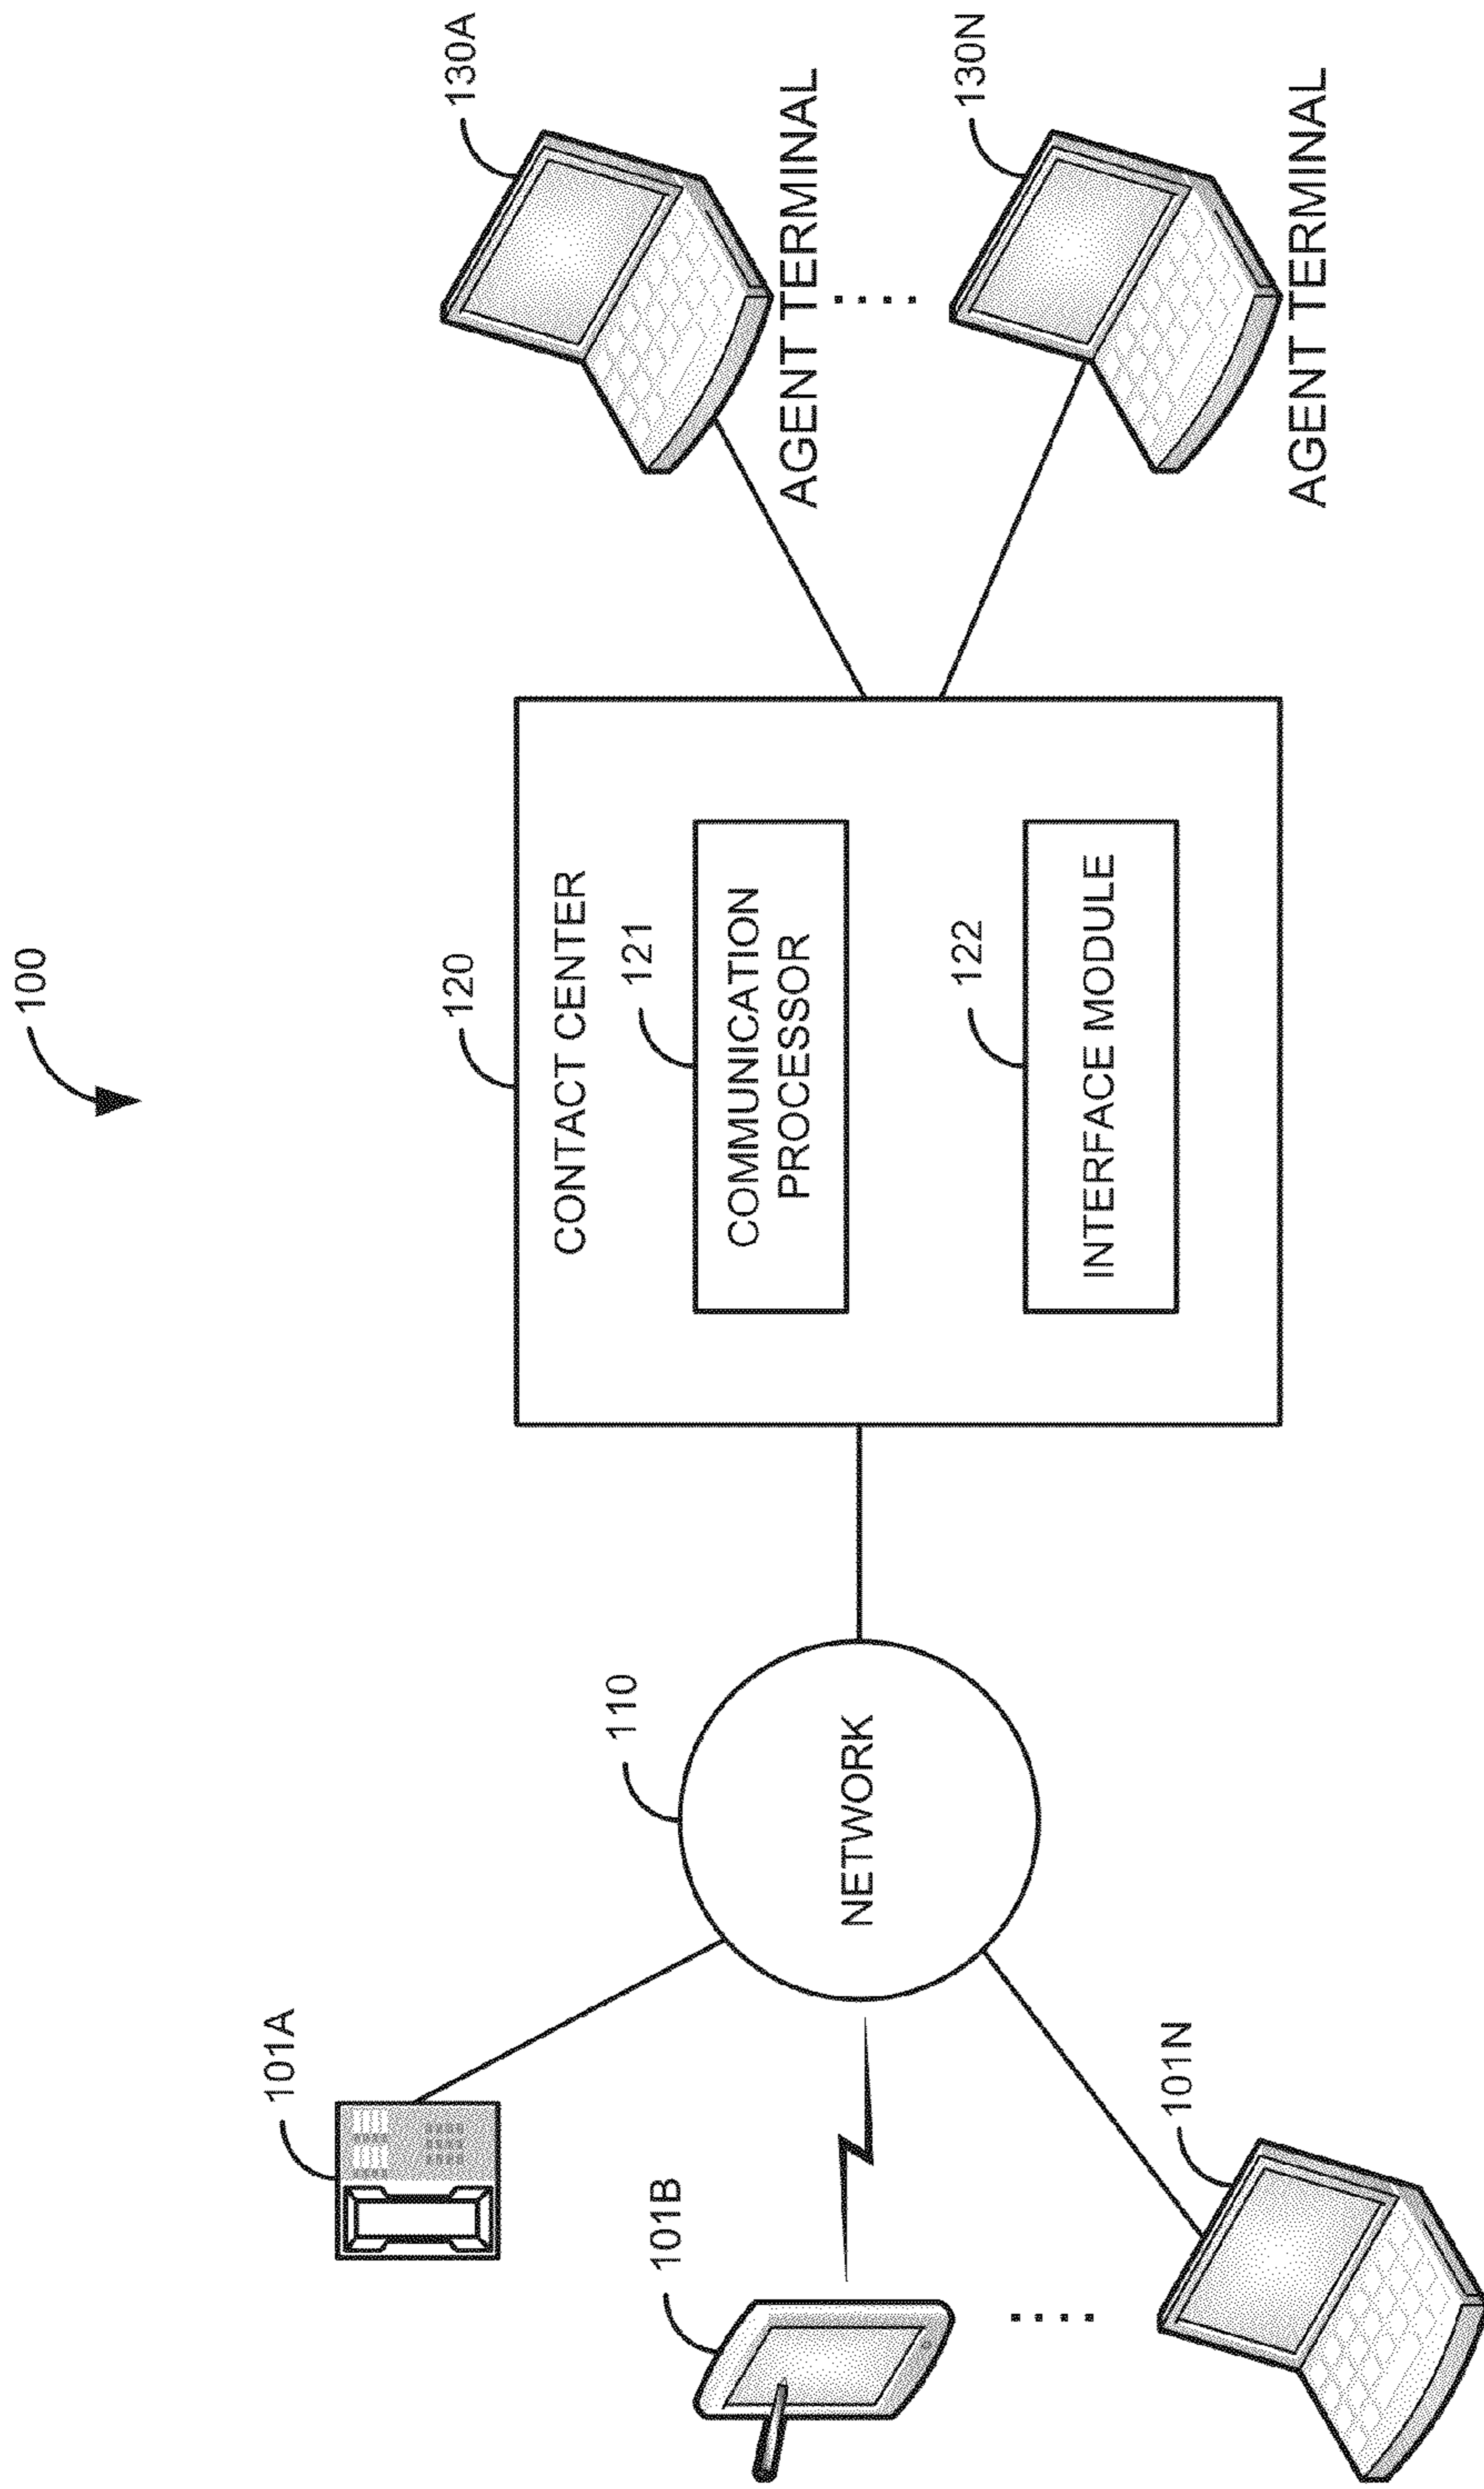 100
101A
101B
101N
110
NETWORK
120
CONTACT CENTER
121
COMMUNICATION
PROCESSOR
122
INTERFACE MODULE
130A
AGENT TERMINAL
130N
AGENT TERMINAL